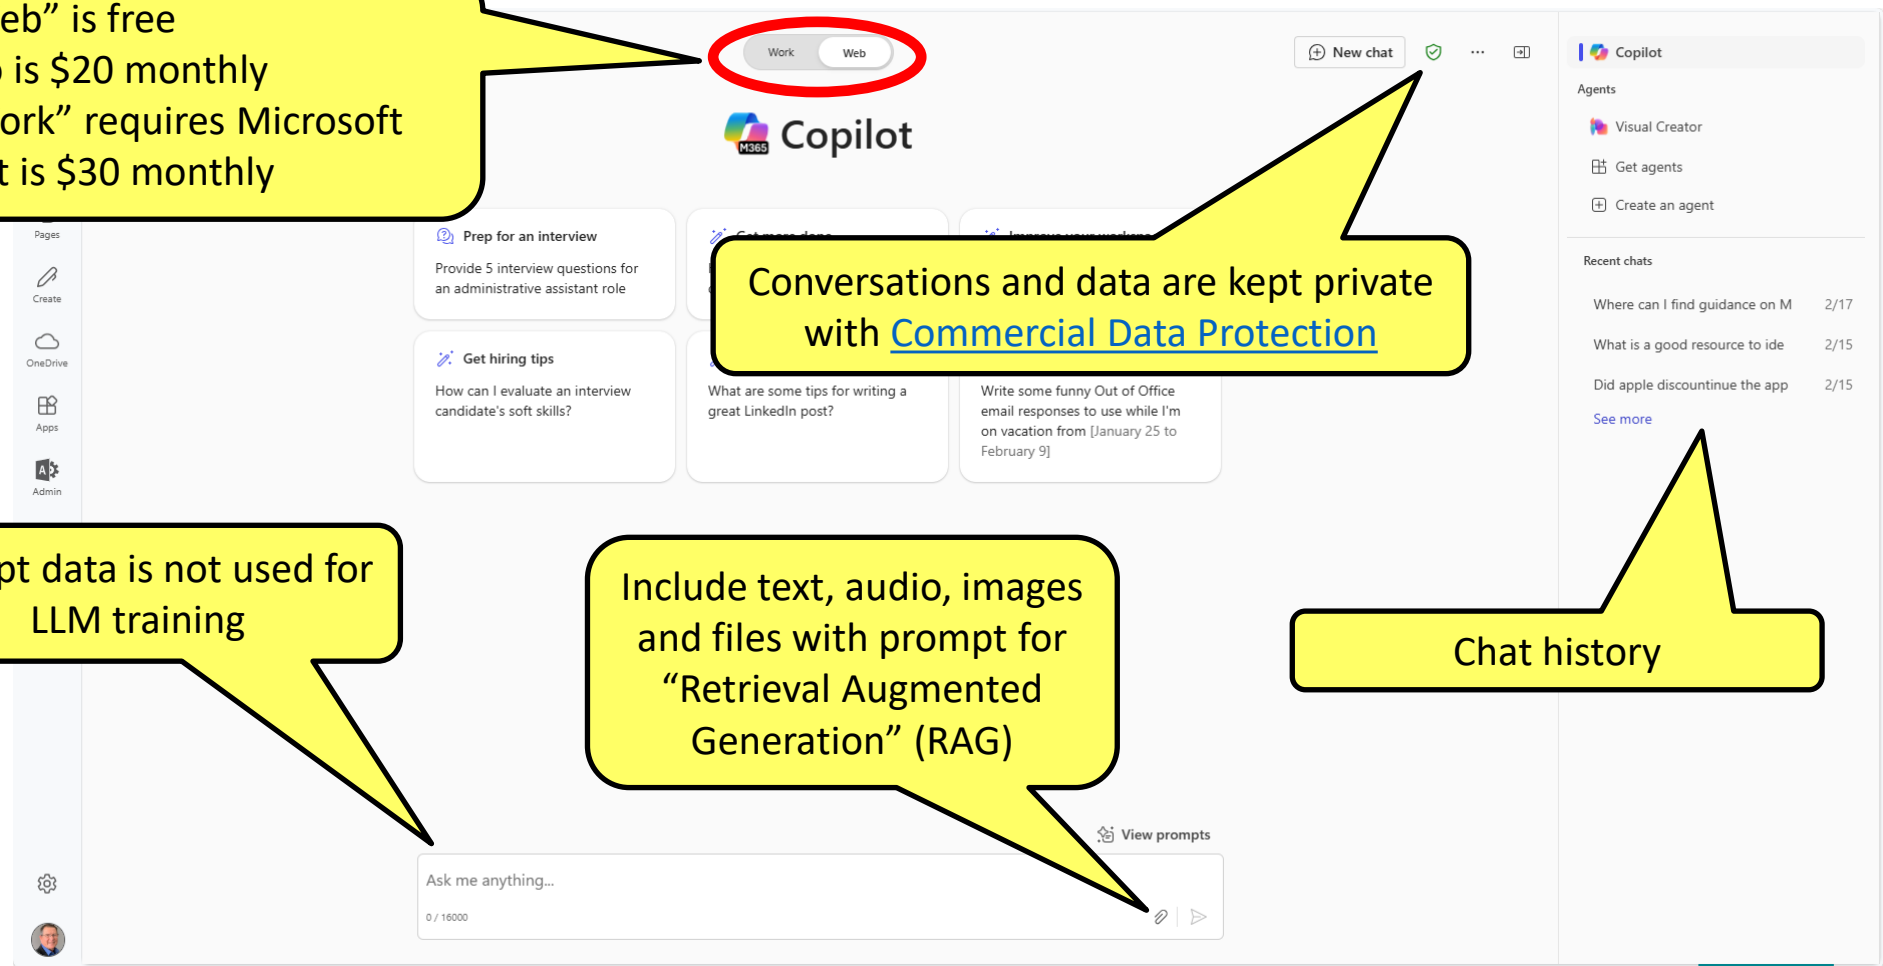 eb” is free
is $20 monthly
ork” requires Microsoft
t is $30 monthly
Work
Web
New chat
Copilot
M365
Copilot
Agents
Visual Creator
Get agents
Create an agent
Recent chats
Where can I find guidance on M 2/17
What is a good resource to ide 2/15
Did apple discountinue the app 2/15
See more
Pages
Create
OneDrive
Apps
Admin
Prep for an interview
Provide 5 interview questions for
an administrative assistant role
Conversations and data are kept private
with Commercial Data Protection
Get hiring tips
How can I evaluate an interview
candidate's soft skills?
What are some tips for writing a
great LinkedIn post?
Write some funny Out of Office
email responses to use while I'm
on vacation from [January 25 to
February 9]
pt data is not used for
LLM training
Include text, audio, images
and files with prompt for
“Retrieval Augmented
Generation” (RAG)
Chat history
View prompts
Ask me anything...
0 / 16000